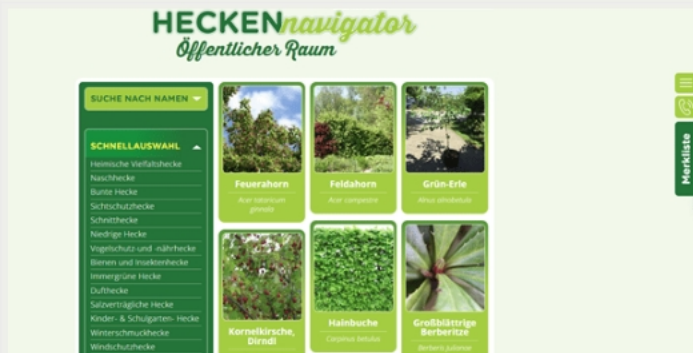 HECKENnavigator
Öffentlicher Raum
SUCHE NACH NAMEN
SCHNELLAUSWAHL
Heimische Vielfaltshecke
Naschhecke
Bunte Hecke
Sichtschutzhecke
Schnitthecke
Niedrige Hecke
Vogelschutz-und -nährhecke
Bienen und Insektenhecke
Immergrüne Hecke
Dufthecke
Salzverträgliche Hecke
Kinder- & Schulgarten- Hecke
Winterschmuckhecke
Windschutzhecke
Feuerahorn
Acer tataricum
ginnala
Feldahorn
Acer campestre
Grün-Erle
Alnus alnobetula
Kornelkirsche,
Dirndl
Hainbuche
Carpinus betulus
Großblättrige
Berberitze
Berberis julianae
Merkliste